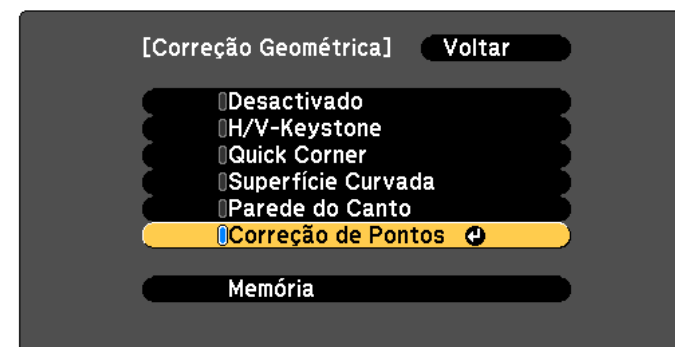 [Correção Geométrica] Voltar
Desactivado
H/V-Keystone
Quick Corner
Superfície Curvada
Parede do Canto
Correção de Pontos
Memória